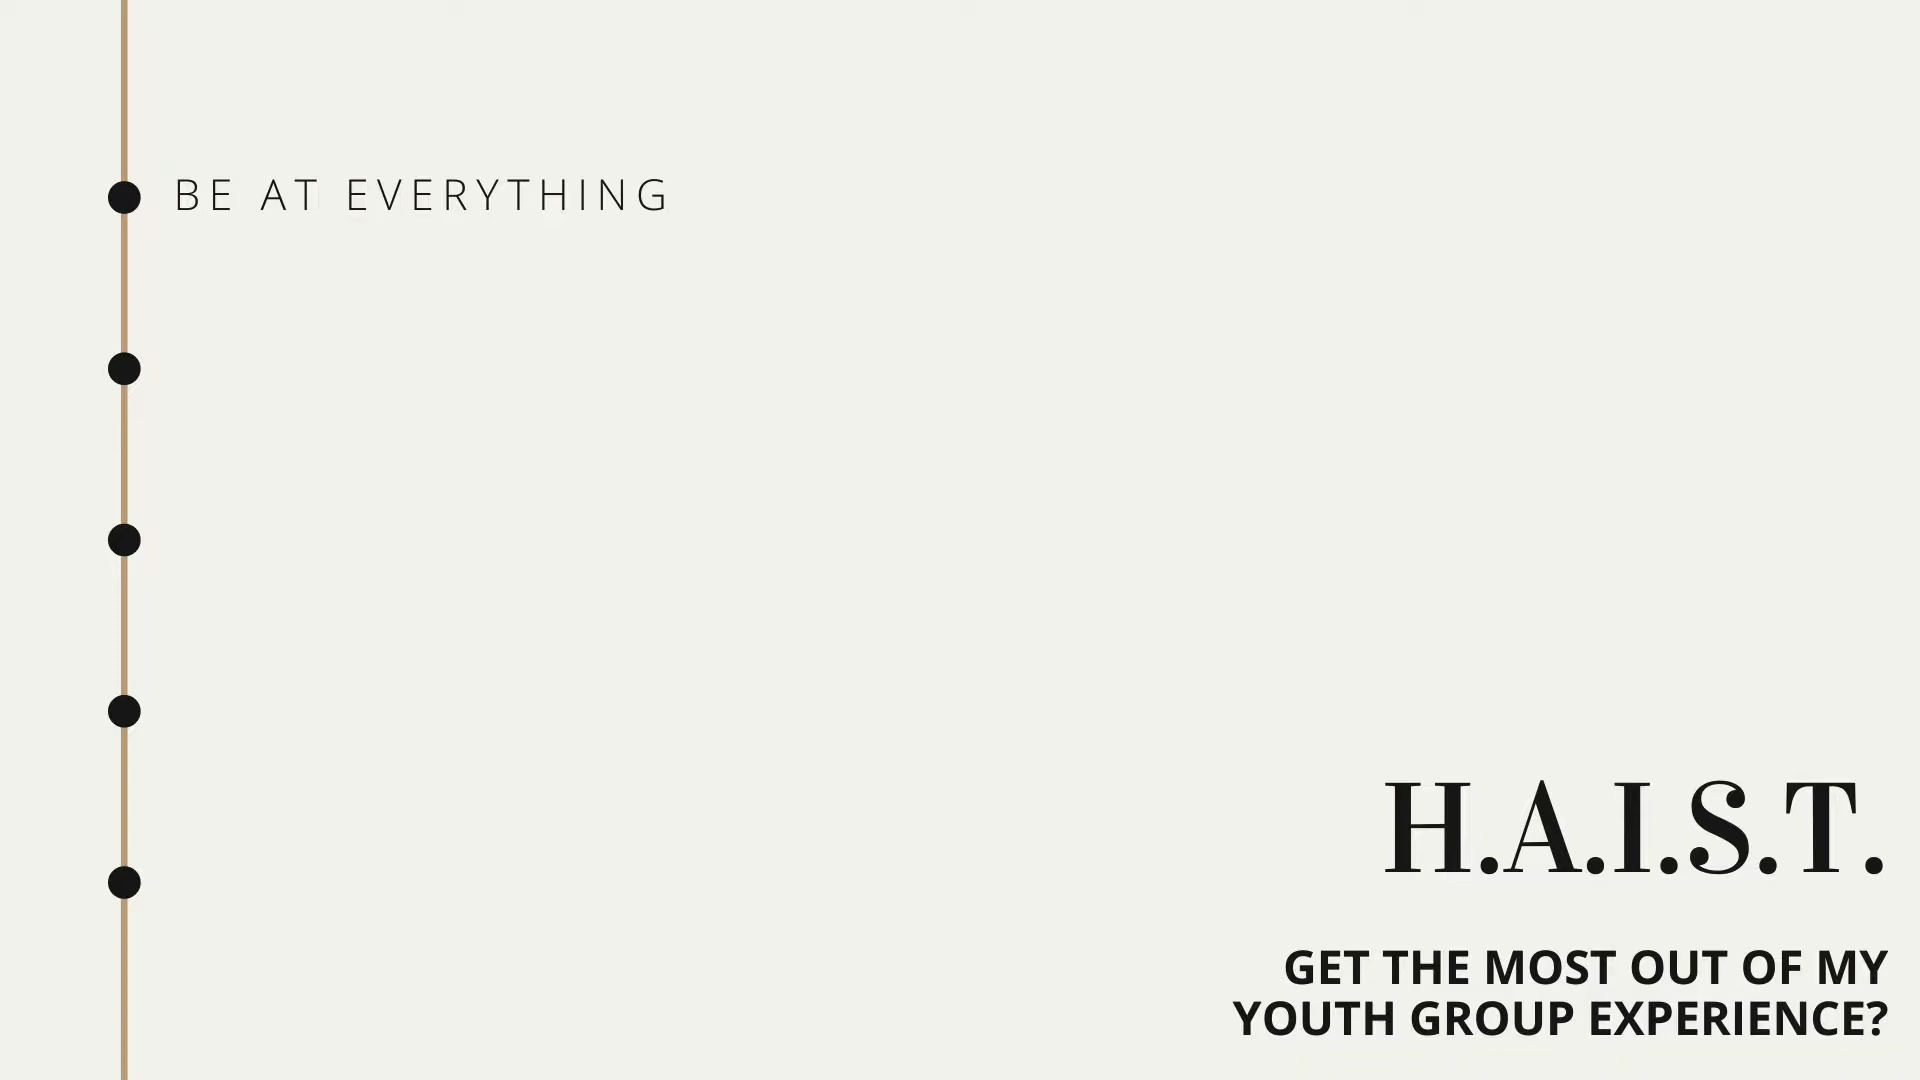 BE AT EVERYTHING
H.A.I.S.T.
GET THE MOST OUT OF MY
YOUTH GROUP EXPERIENCE?